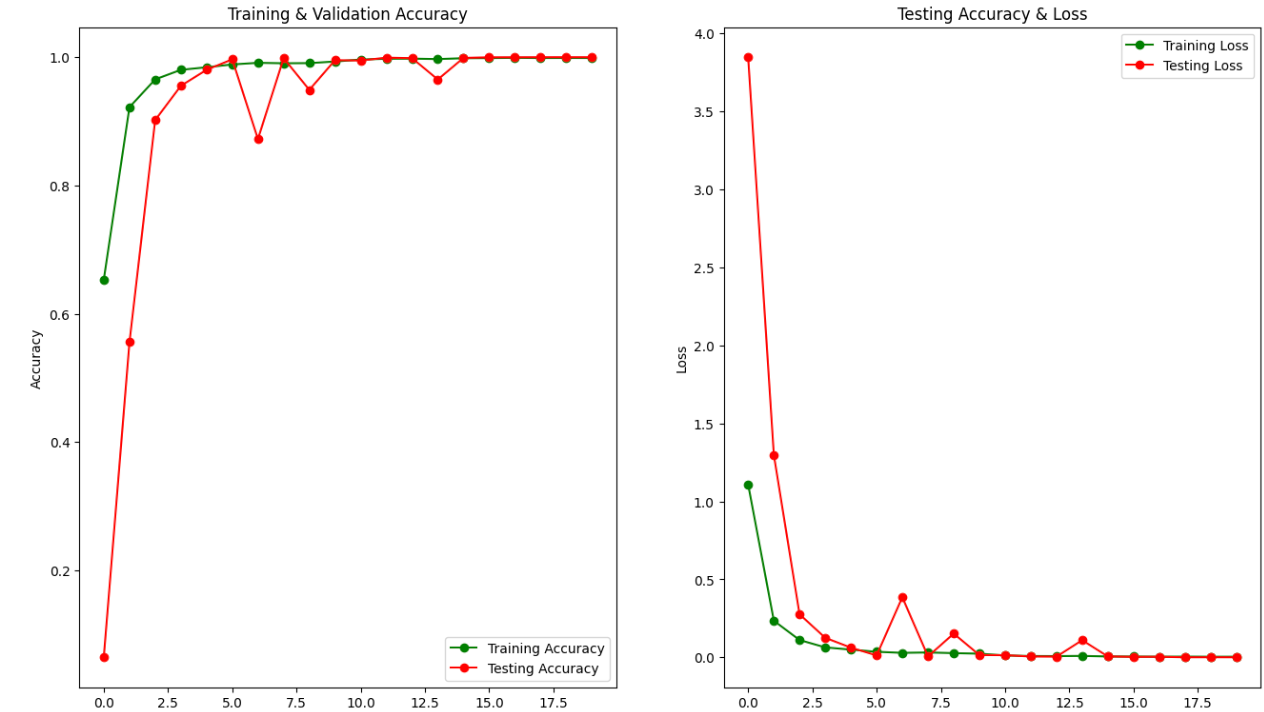 Training & Validation Accuracy
1.0
0.8
0.6
0.4
0.2
Accuracy
Training Accuracy
Testing Accuracy
0.0 2.5 5.0 7.5 10.0 12.5 15.0 17.5
Testing Accuracy & Loss
4.0
3.5
3.0
2.5
2.0
1.5
1.0
0.5
0.0
Loss
Training Loss
Testing Loss
0.0 2.5 5.0 7.5 10.0 12.5 15.0 17.5